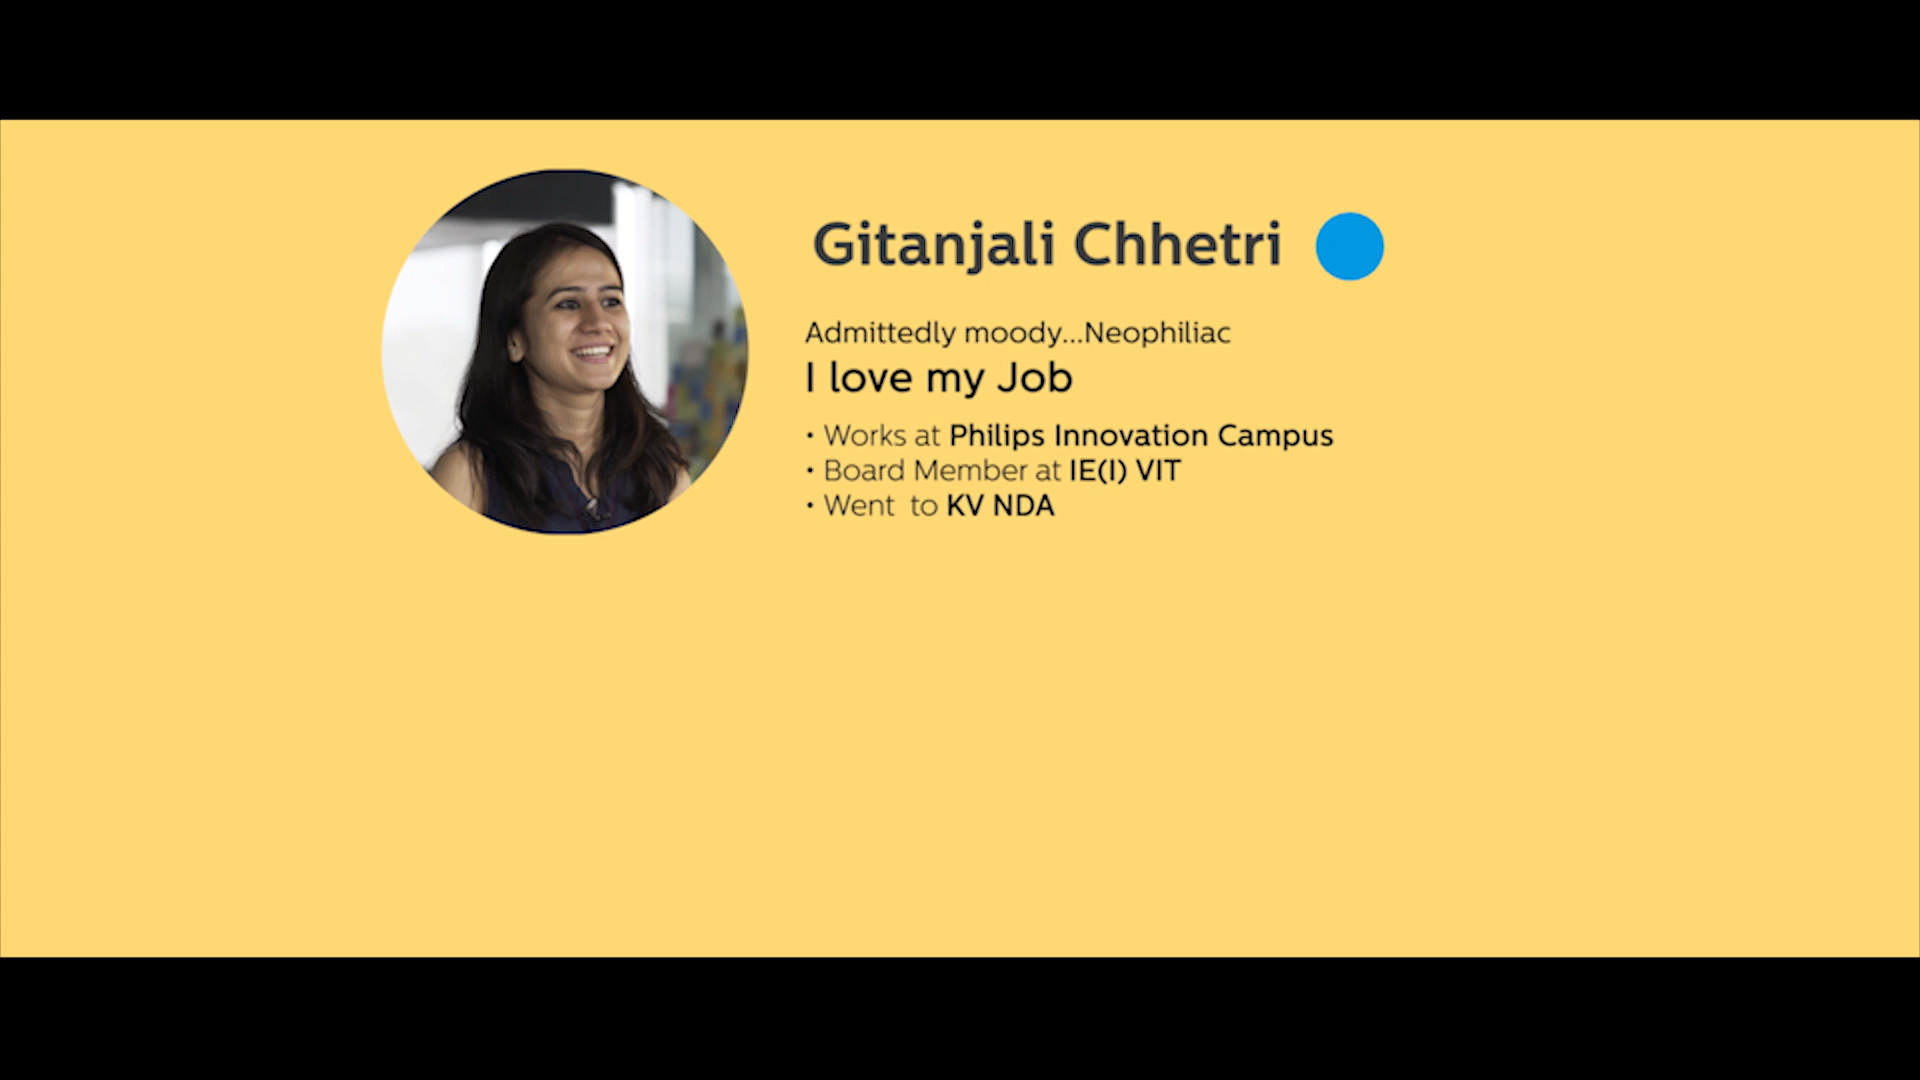 Gitanjali Chhetri
Admittedly moody...Neophiliac
I love my Job
• Works at Philips Innovation Campus
• Board Member at IE(I) VIT
• Went to KV NDA